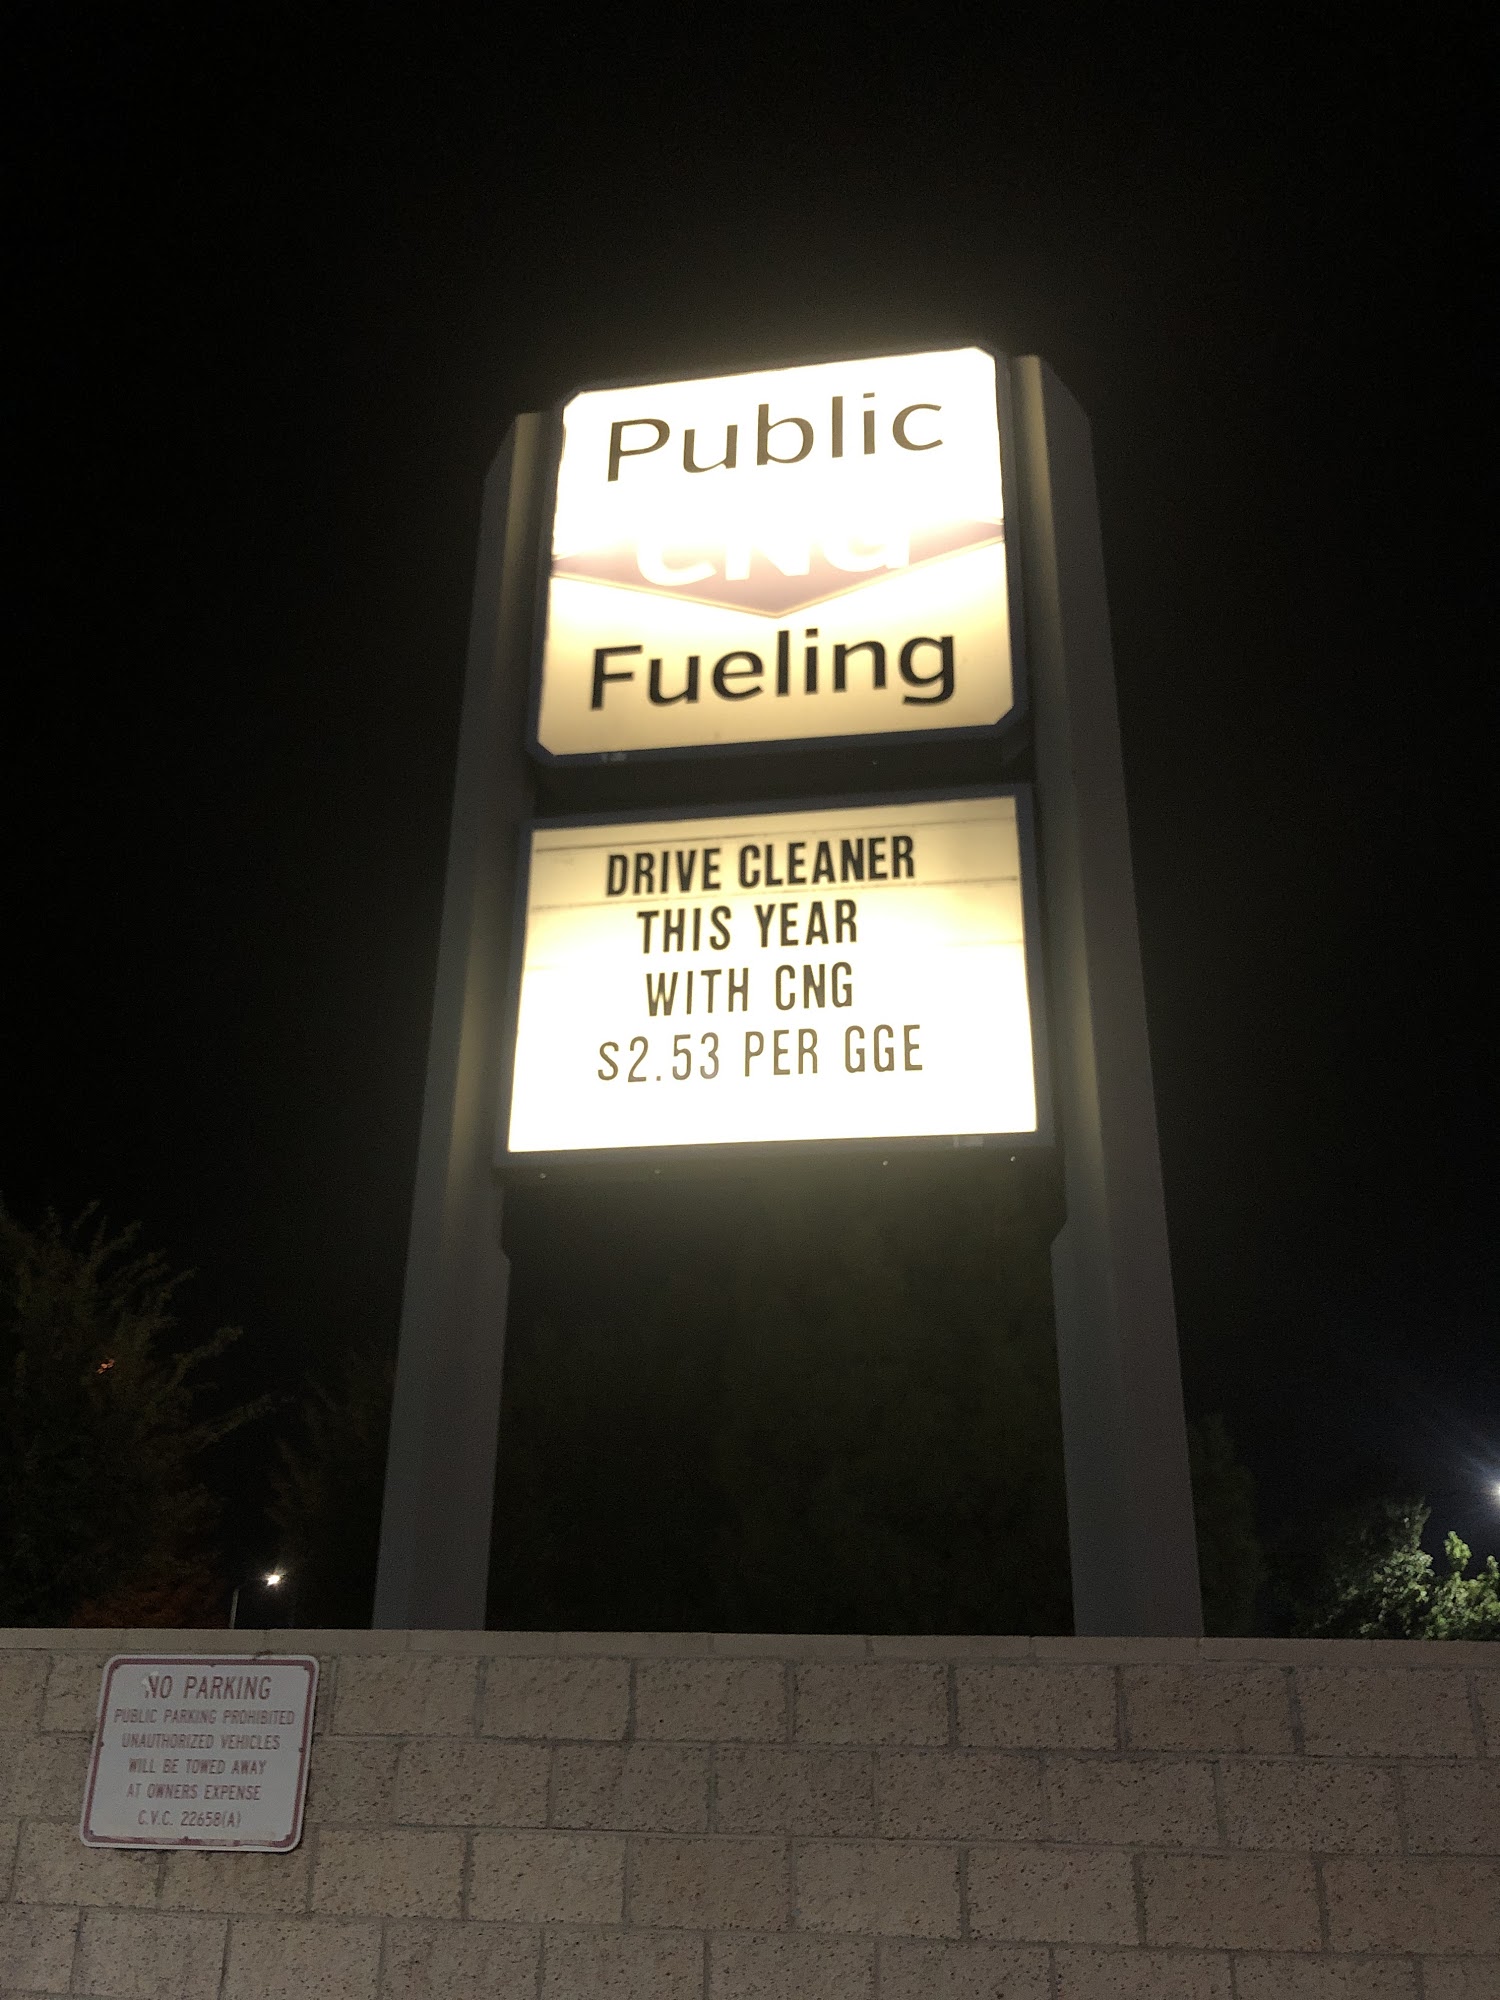 Public
CNG
Fueling
DRIVE CLEANER
THIS YEAR
WITH CNG
$2.53 PER GGE
NO PARKING
PUBLIC PARKING PROHIBITED
UNAUTHORIZED VEHICLES
WILL BE TOWED AWAY
AT OWNERS EXPENSE
C.V.C. 22658(A)